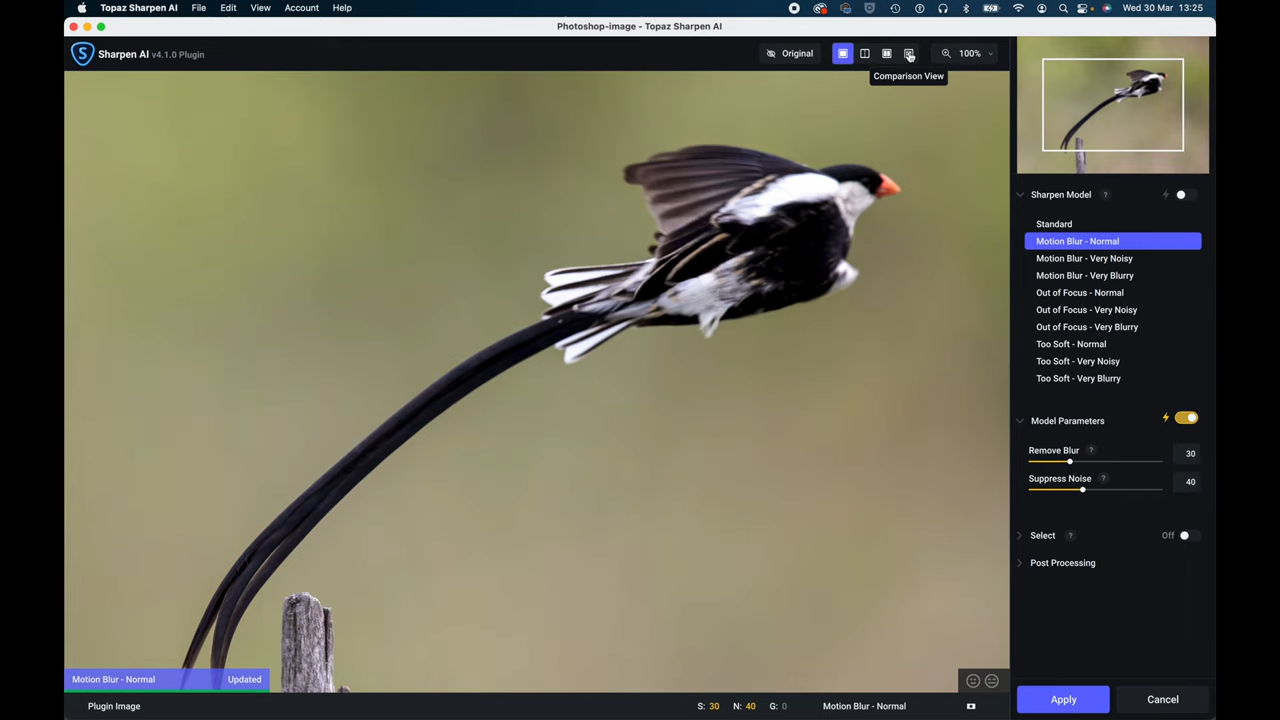 Topaz Sharpen AI File Edit View Account Help Wed 30 Mar 13:25
Photoshop-image - Topaz Sharpen AI
Sharpen AI v4.1.0 Plugin Original 100%
Comparison View
Sharpen Model ?
Standard
Motion Blur - Normal
Motion Blur - Very Noisy
Motion Blur - Very Blurry
Out of Focus - Normal
Out of Focus - Very Noisy
Out of Focus - Very Blurry
Too Soft - Normal
Too Soft - Very Noisy
Too Soft - Very Blurry
Model Parameters
Remove Blur ? 30
Suppress Noise ? 40
Select ? Off
Post Processing
Motion Blur - Normal Updated
Apply Cancel
Plugin Image S: 30 N: 40 G: 0 Motion Blur - Normal